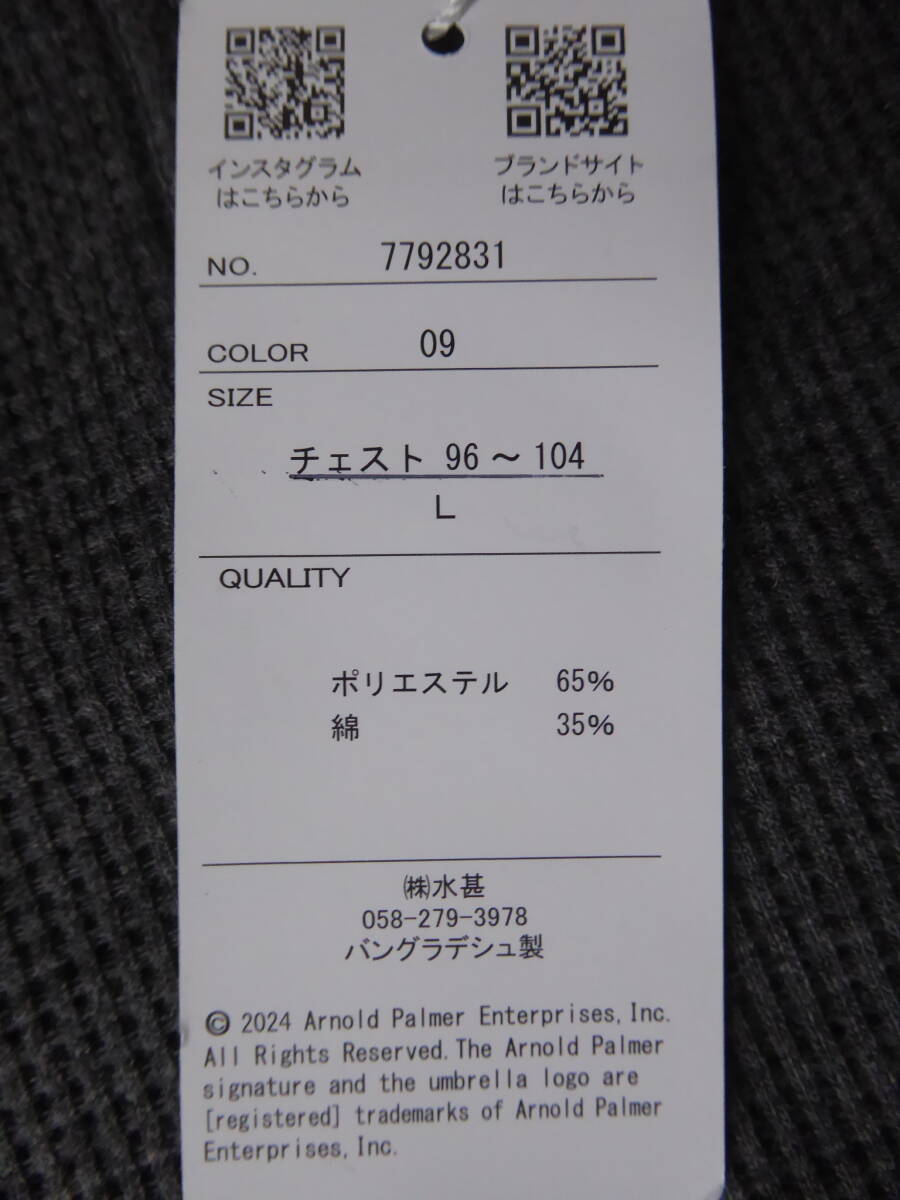 インスタグラム
はこちらから
ブランドサイト
はこちらから
NO. 7792831
COLOR 09
SIZE
チェスト 96 ～ 104
L
QUALITY
ポリエステル 65%
綿 35%
㈱水甚
058-279-3978
バングラデシュ製
© 2024 Arnold Palmer Enterprises, Inc.
All Rights Reserved. The Arnold Palmer
signature and the umbrella logo are
[registered] trademarks of Arnold Palmer
Enterprises, Inc.